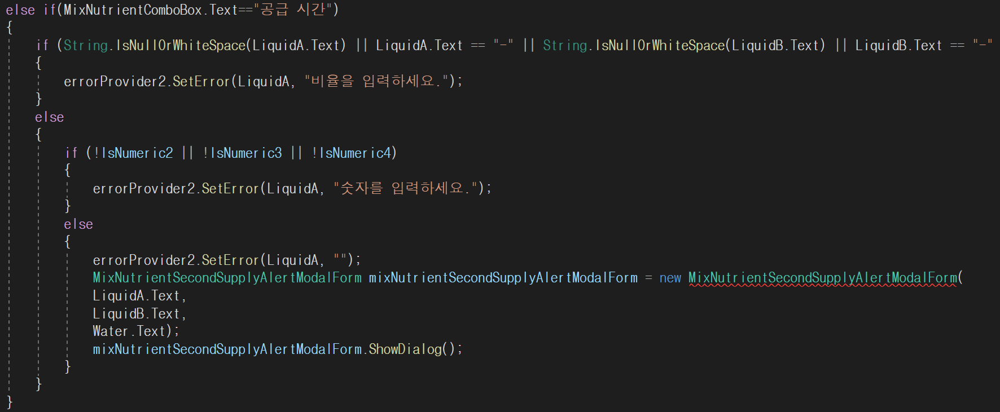 else if(MixNutrientComboBox.Text=="공급 시간")
{
if (String.IsNullOrWhiteSpace(LiquidA.Text) || LiquidA.Text == "-" || String.IsNullOrWhiteSpace(LiquidB.Text) || LiquidB.Text == "-"
{
errorProvider2.SetError(LiquidA, "비율을 입력하세요.");
}
else
{
if (!IsNumeric2 || !IsNumeric3 || !IsNumeric4)
{
errorProvider2.SetError(LiquidA, "숫자를 입력하세요.");
}
else
{
errorProvider2.SetError(LiquidA, "");
MixNutrientSecondSupplyAlertModalForm mixNutrientSecondSupplyAlertModalForm = new MixNutrientSecondSupplyAlertModalForm(
LiquidA.Text,
LiquidB.Text,
Water.Text);
mixNutrientSecondSupplyAlertModalForm.ShowDialog();
}
}
}